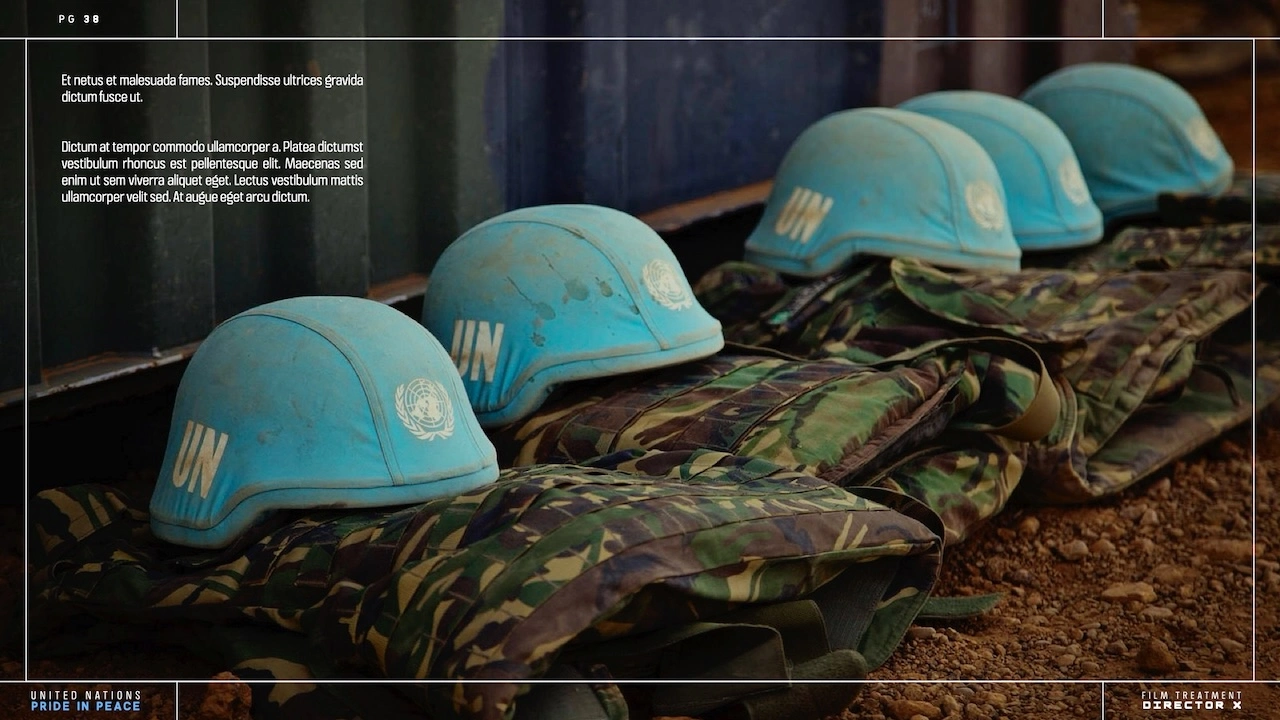 PG 38
Et netus et malesuada fames. Suspendisse ultrices gravida
dictum fusce ut.
Dictum at tempor commodo ullamcorper a. Platea dictumst
vestibulum rhoncus est pellentesque elit. Maecenas sed
enim ut sem viverra aliquet eget. Lectus vestibulum mattis
ullamcorper velit sed. At augue eget arcu dictum.
UN
UN
UN
UNITED NATIONS
PRIDE IN PEACE
FILM TREATMENT
DIRECTOR X